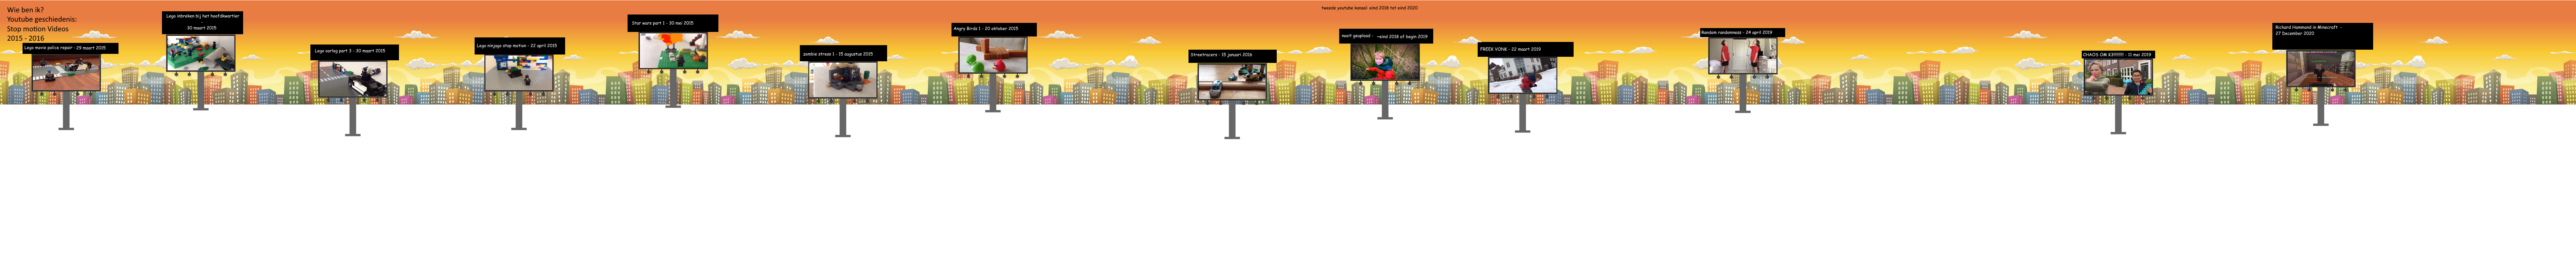 Wie ben ik?
Youtube geschiedenis:
Stop motion Videos
2015 - 2016
Lego movie police repair - 29 maart 2015
Lego inbreken bij het hoofdkwartier
-
30 maart 2015
Lego oorlog part 3 - 30 maart 2015
Lego ninjago stop motion - 22 april 2015
Star wars part 1 - 30 mei 2015
zombie straas 1 - 15 augustus 2015
Angry Birds 1 - 20 oktober 2015
Streetracers - 15 januari 2016
tweede youtube kanaal eind 2018 tot eind 2020
nooit geupload - ~eind 2018 of begin 2019
FREEK VONK - 22 maart 2019
Random randomness - 24 april 2019
- 11 mei 2019
Richard Hammond in Minecraft -
27 December 2020